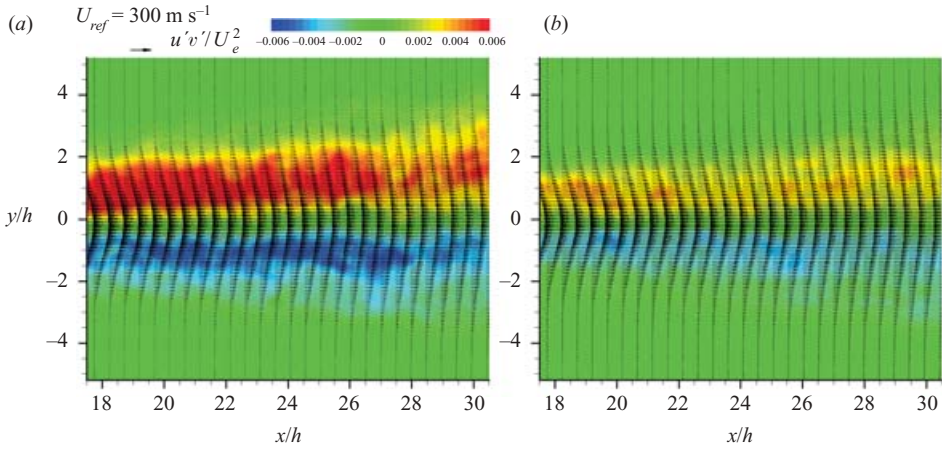 (a)
U_ref = 300 m s⁻¹
u′v′/U_e²
−0.006 −0.004 −0.002 0 0.002 0.004 0.006
(b)
4
2
0
−2
−4
y/h
18 20 22 24 26 28 30
x/h
4
2
0
−2
−4
18 20 22 24 26 28 30
x/h